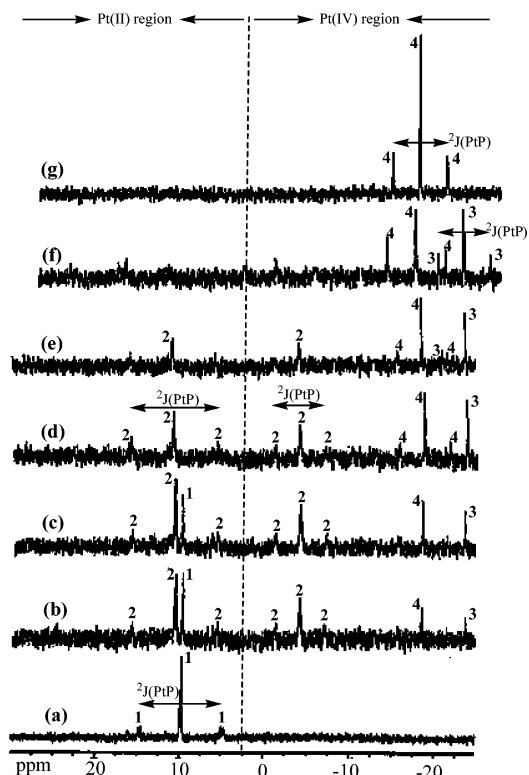 Pt(II) region Pt(IV) region
4
4 ²J(PtP) 4
(g)
4 3
²J(PtP)
4 3 4 3
(f)
4 3
2 2
4 3 4
(e)
²J(PtP) ²J(PtP)
4 3
2 2 2 2 2 2 4 4
(d)
2 1 2 4 3
2 2 2 2
(c)
2 1 2 4 3
2 2 2 2
(b)
1
²J(PtP)
1 1
(a)
ppm 20 10 0 -10 -20